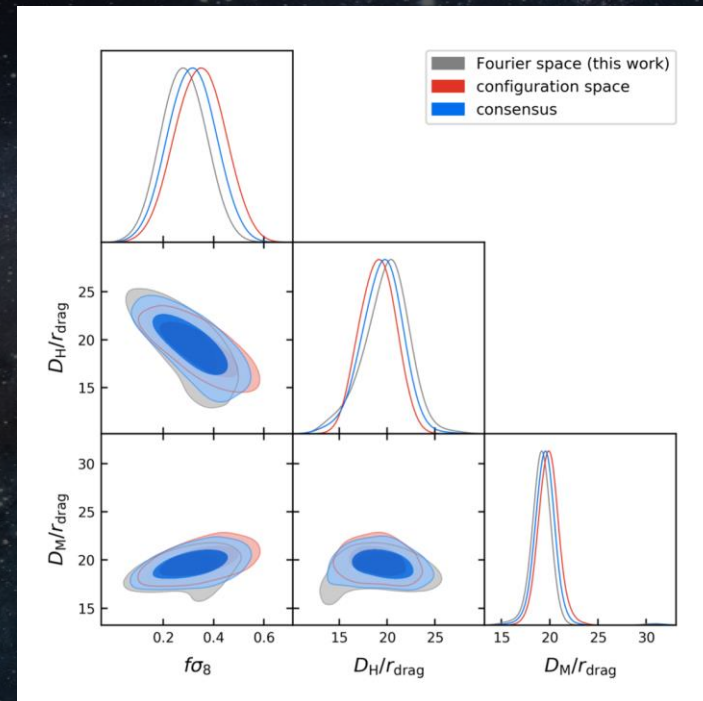 Fourier space (this work)
configuration space
consensus
25
20
15
D_H/r_drag
30
25
20
15
D_M/r_drag
0.2 0.4 0.6
15 20 25
15 20 25 30
fσ₈
D_H/r_drag
D_M/r_drag